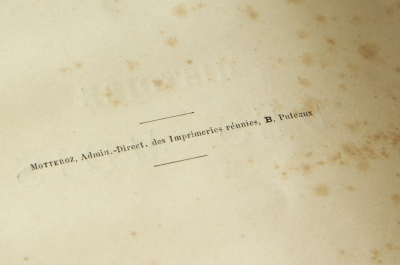 MOTTEROZ, Admin.-Direct. des Imprimeries réunies, B, Puteaux